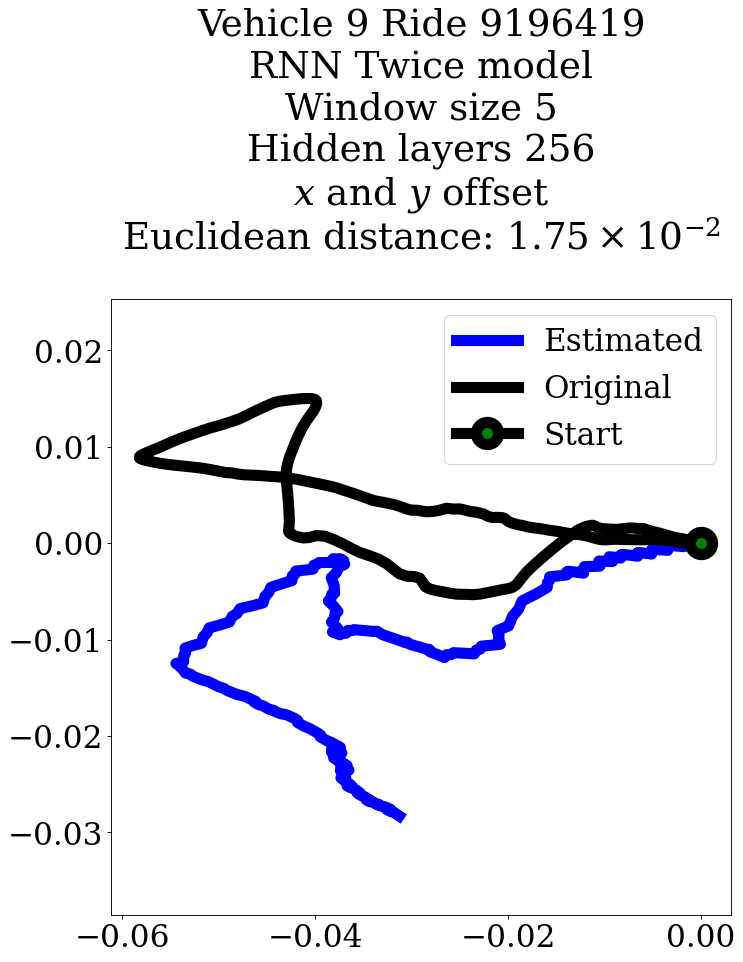 Vehicle 9 Ride 9196419
RNN Twice model
Window size 5
Hidden layers 256
x and y offset
Euclidean distance: 1.75 × 10⁻²
Estimated
Original
Start
0.02
0.01
0.00
−0.01
−0.02
−0.03
−0.06 −0.04 −0.02 0.00